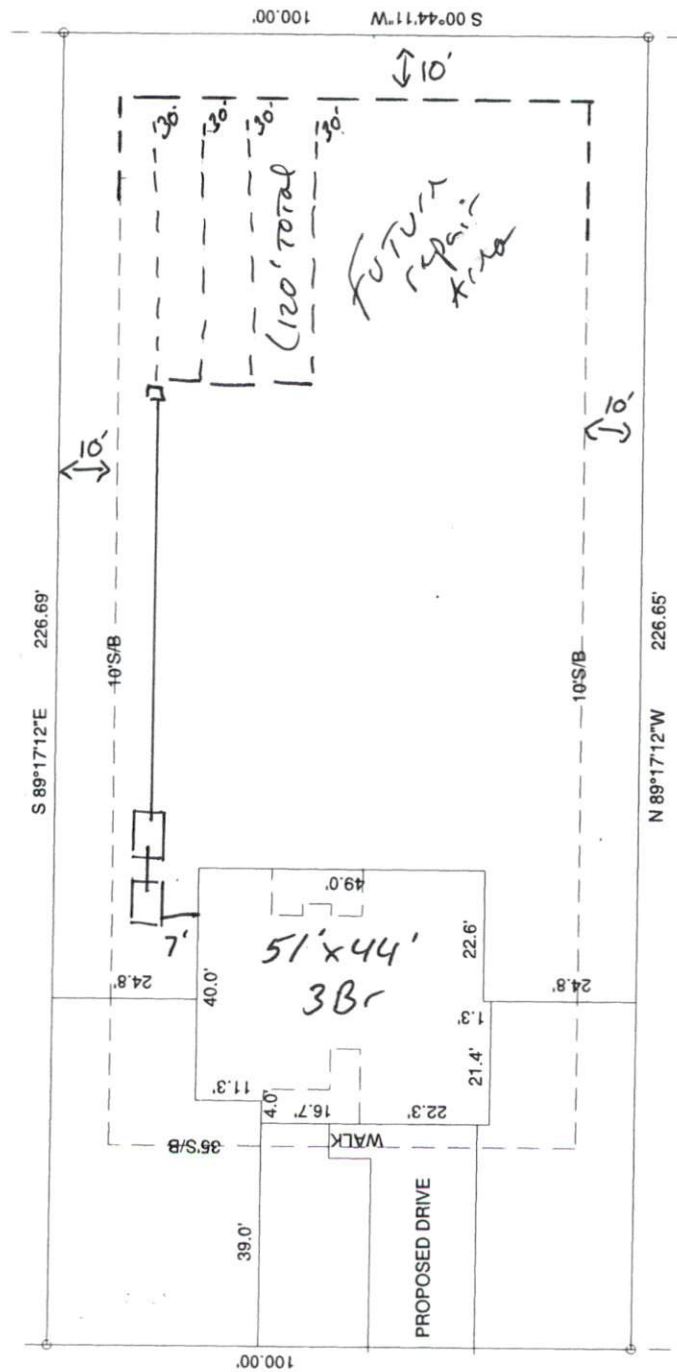 S 00°44'11"W 100.00'
10'
30'
30'
30'
30'
(120' TOTAL
FUTURE
repair
Area
10'
10'
S 89°17'12"E 226.69'
10'S/B
10'S/B
N 89°17'12"W 226.65'
7'
49.0'
51'x44'
3Br
22.6'
24.8'
40.0'
24.8'
1.3'
11.3'
4.0'
16.7'
22.3'
21.4'
35'S/B
WALK
39.0'
PROPOSED DRIVE
100.00'